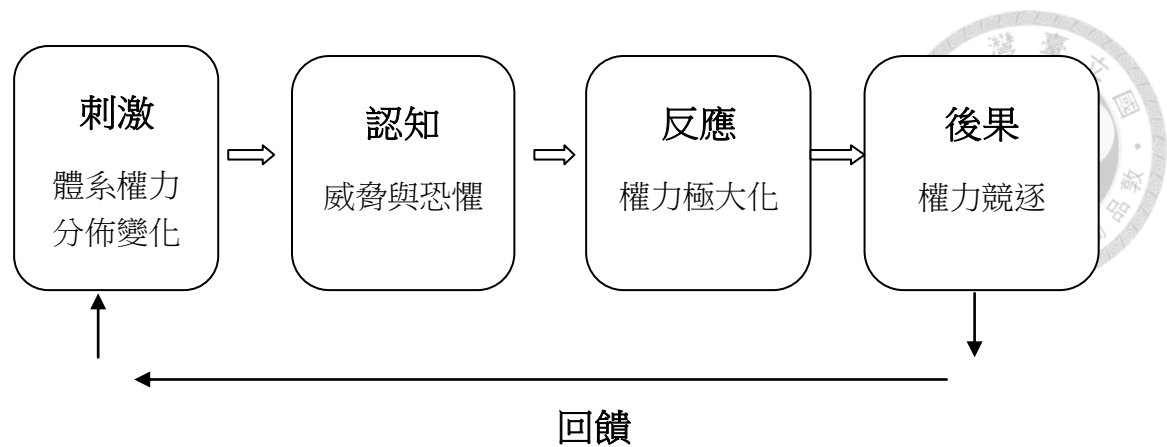 刺激
體系權力
分佈變化
認知
威脅與恐懼
反應
權力極大化
後果
權力競逐
回饋